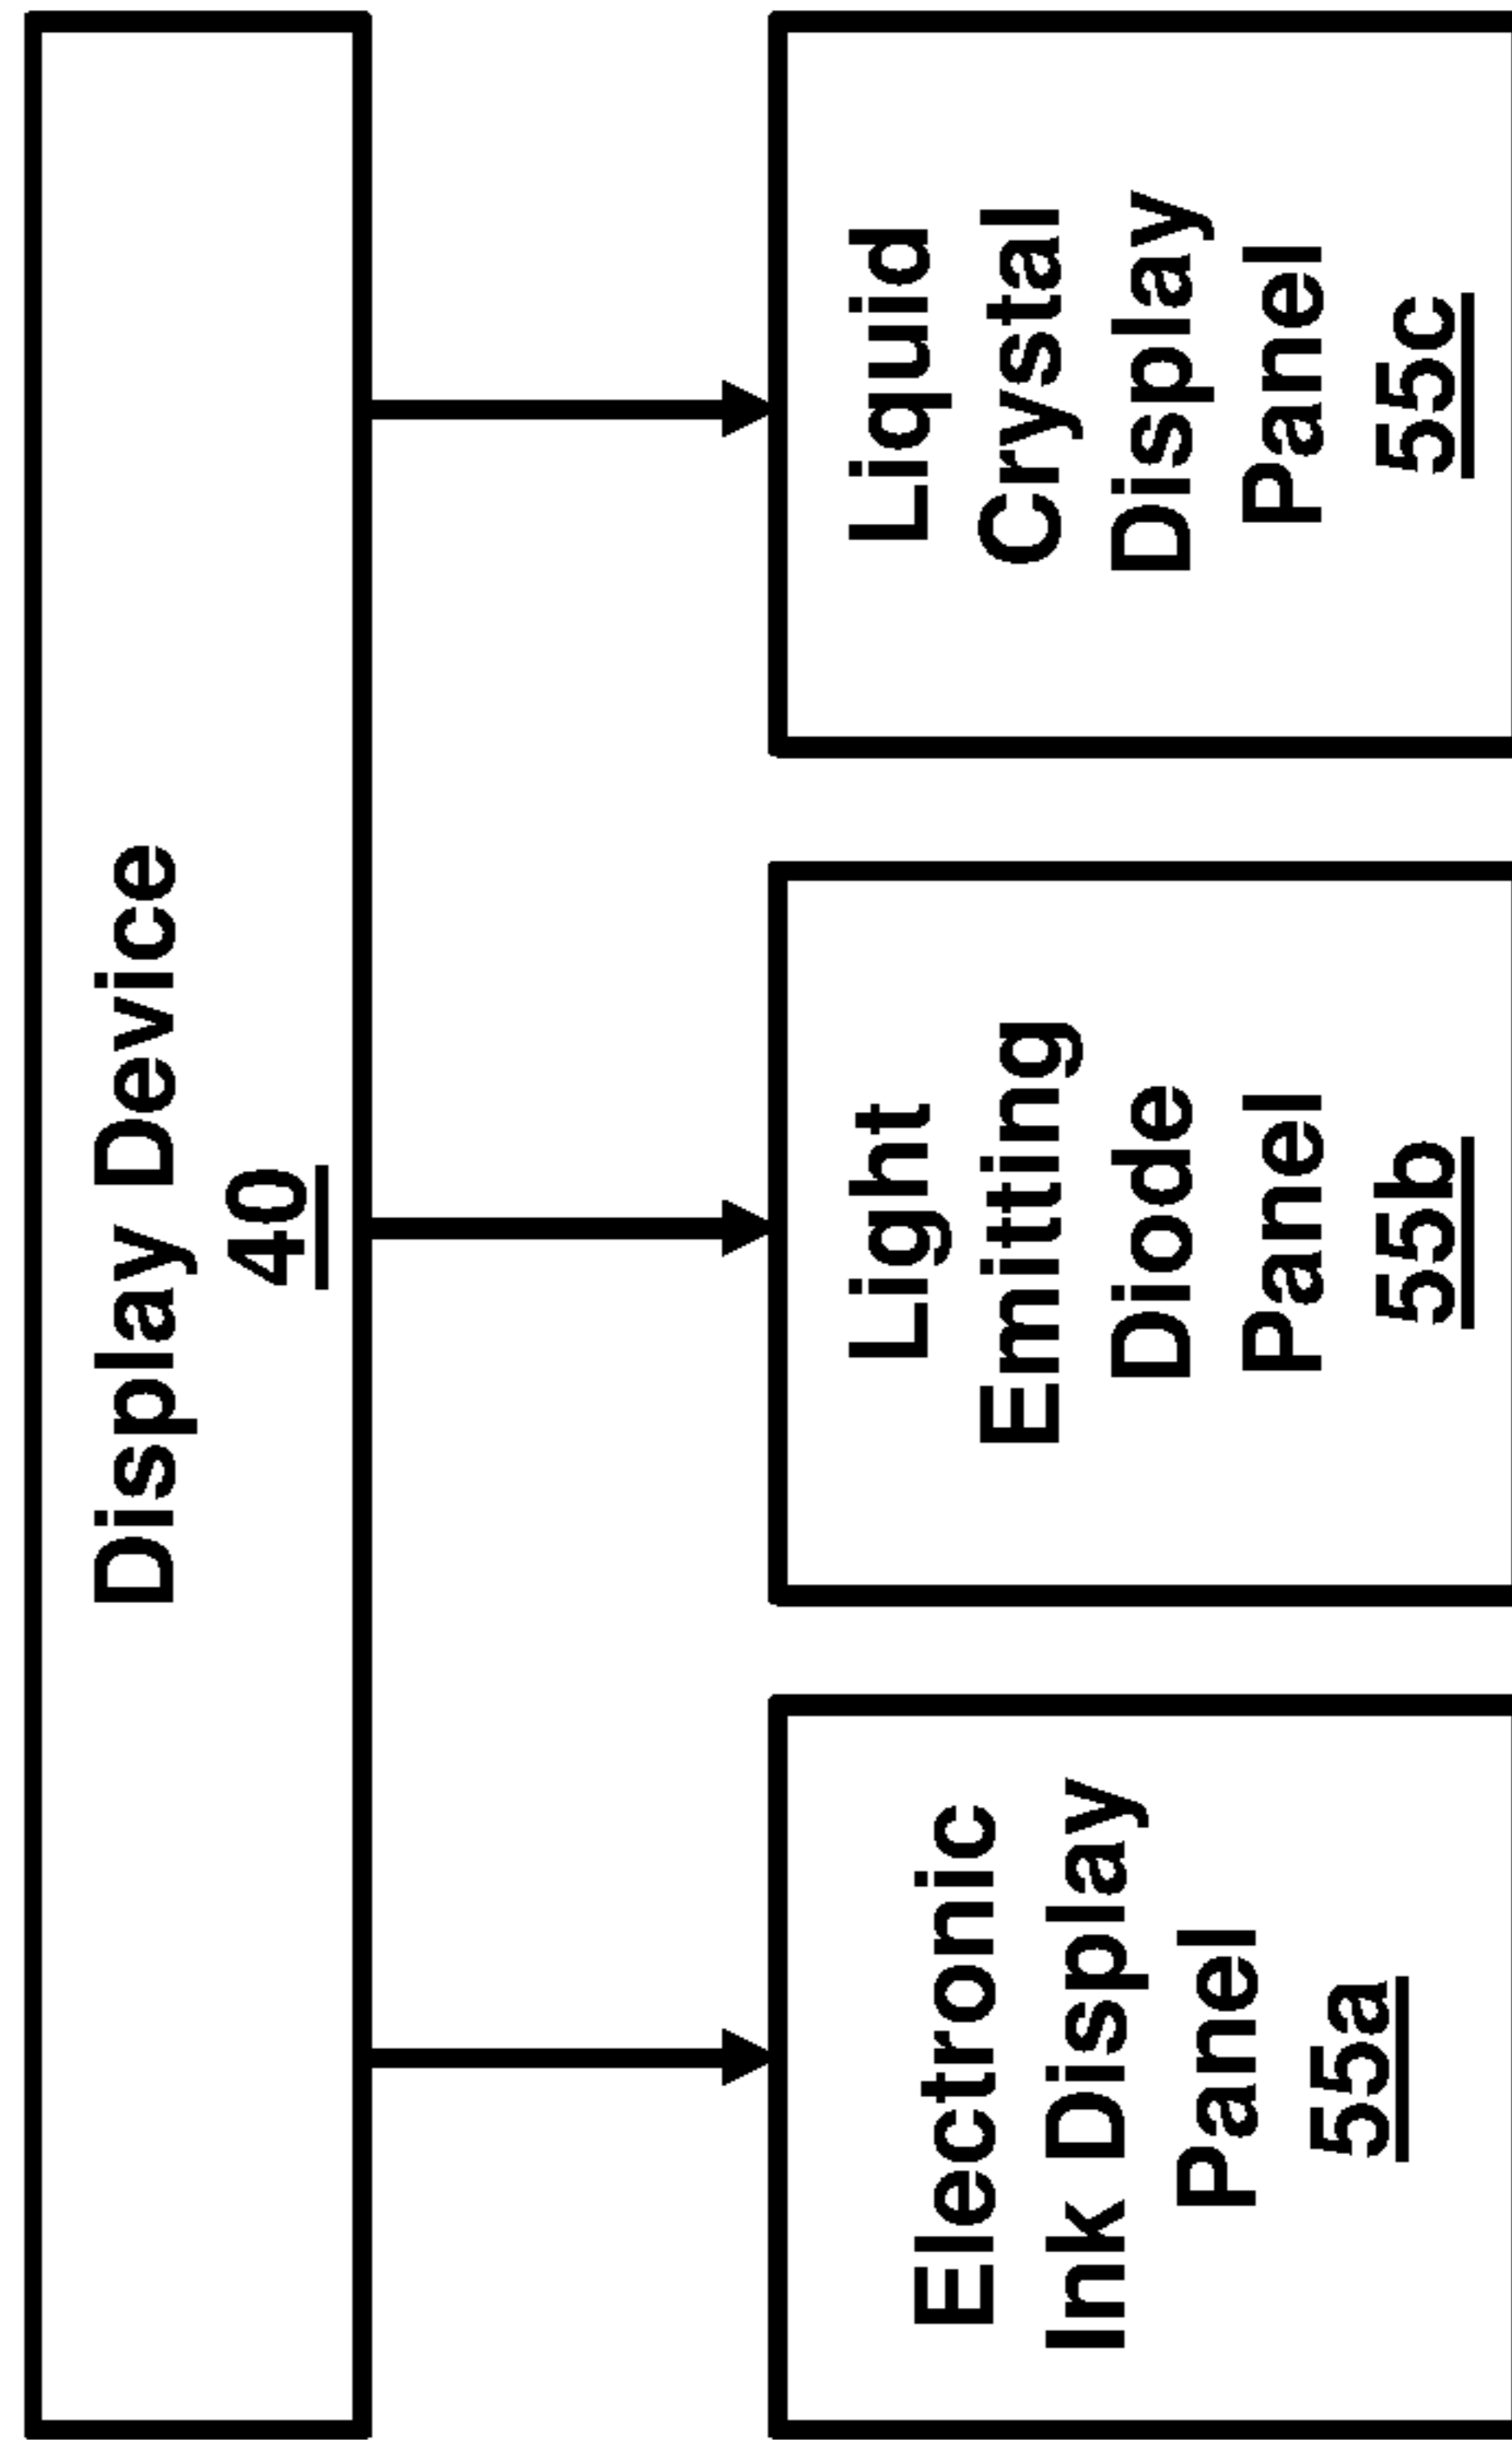 Display Device
40
Electronic
Ink Display
Panel
55a
Light
Emitting
Diode
Panel
55b
Liquid
Crystal
Display
Panel
55c